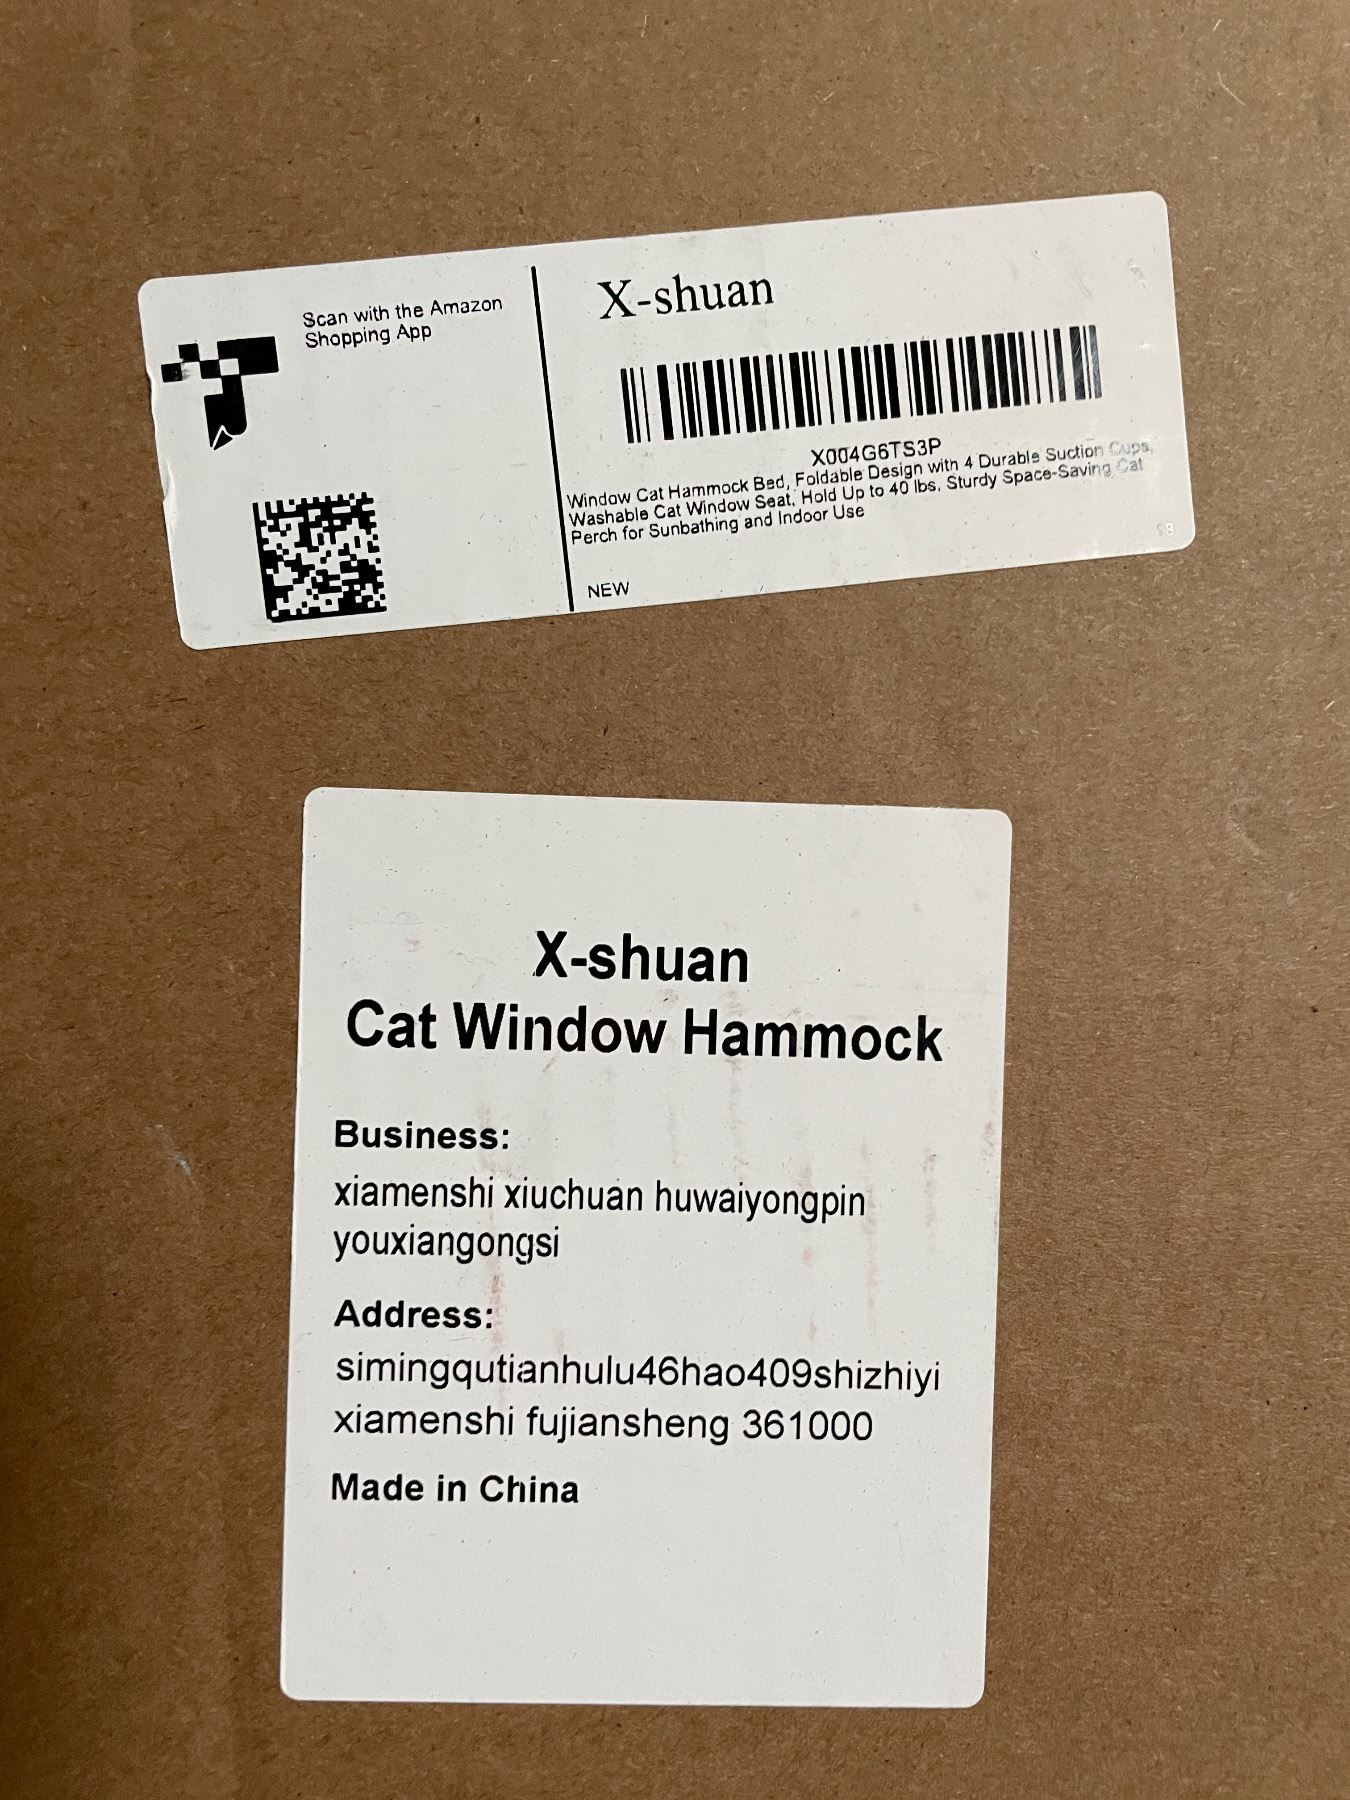 Scan with the Amazon
Shopping App
X-shuan
X004G6TS3P
Window Cat Hammock Bed, Foldable Design with 4 Durable Suction Cups,
Washable Cat Window Seat, Hold Up to 40 lbs, Sturdy Space-Saving Cat
Perch for Sunbathing and Indoor Use
NEW
X-shuan
Cat Window Hammock
Business:
xiamenshi xiuchuan huwaiyongpin
youxiangongsi
Address:
simingqutianhulu46hao409shizhiyi
xiamenshi fujiansheng 361000
Made in China